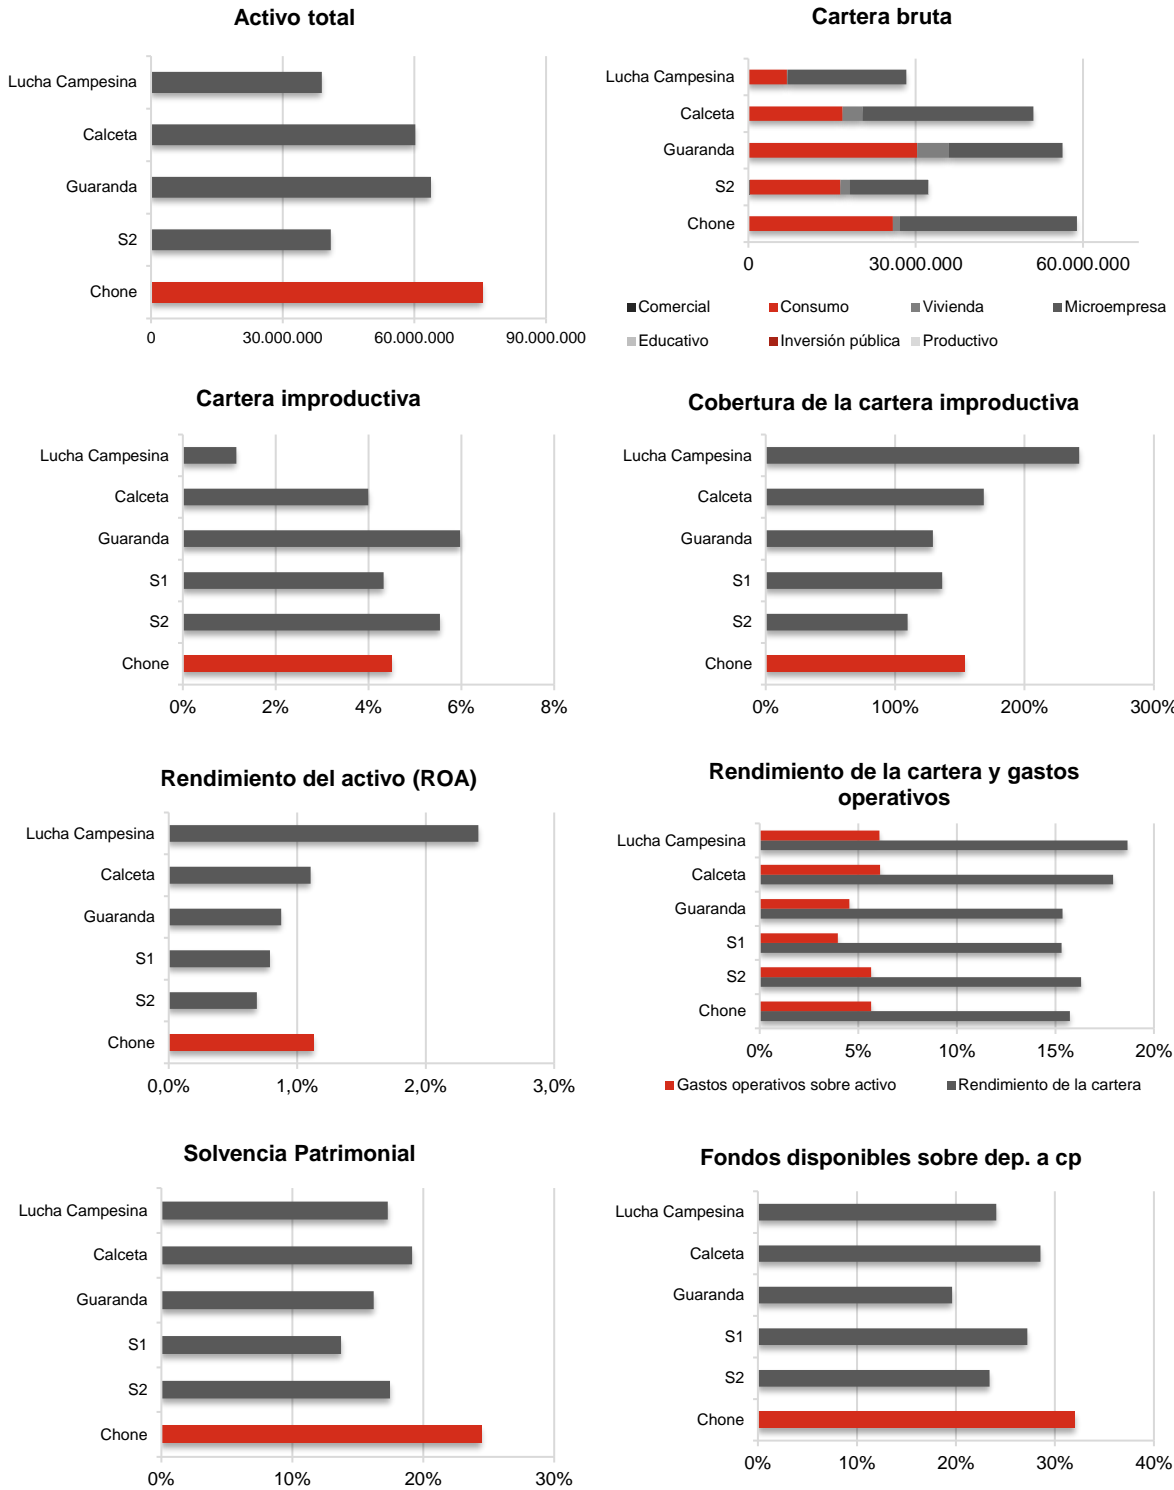 Activo total
Lucha Campesina
Calceta
Guaranda
S2
Chone
0 30.000.000 60.000.000 90.000.000
Cartera bruta
Lucha Campesina
Calceta
Guaranda
S2
Chone
0 30.000.000 60.000.000
Comercial Consumo Vivienda Microempresa
Educativo Inversión pública Productivo
Cartera improductiva
Lucha Campesina
Calceta
Guaranda
S1
S2
Chone
0% 2% 4% 6% 8%
Cobertura de la cartera improductiva
Lucha Campesina
Calceta
Guaranda
S1
S2
Chone
0% 100% 200% 300%
Rendimiento del activo (ROA)
Lucha Campesina
Calceta
Guaranda
S1
S2
Chone
0,0% 1,0% 2,0% 3,0%
Rendimiento de la cartera y gastos
operativos
Lucha Campesina
Calceta
Guaranda
S1
S2
Chone
0% 5% 10% 15% 20%
Gastos operativos sobre activo Rendimiento de la cartera
Solvencia Patrimonial
Lucha Campesina
Calceta
Guaranda
S1
S2
Chone
0% 10% 20% 30%
Fondos disponibles sobre dep. a cp
Lucha Campesina
Calceta
Guaranda
S1
S2
Chone
0% 10% 20% 30% 40%